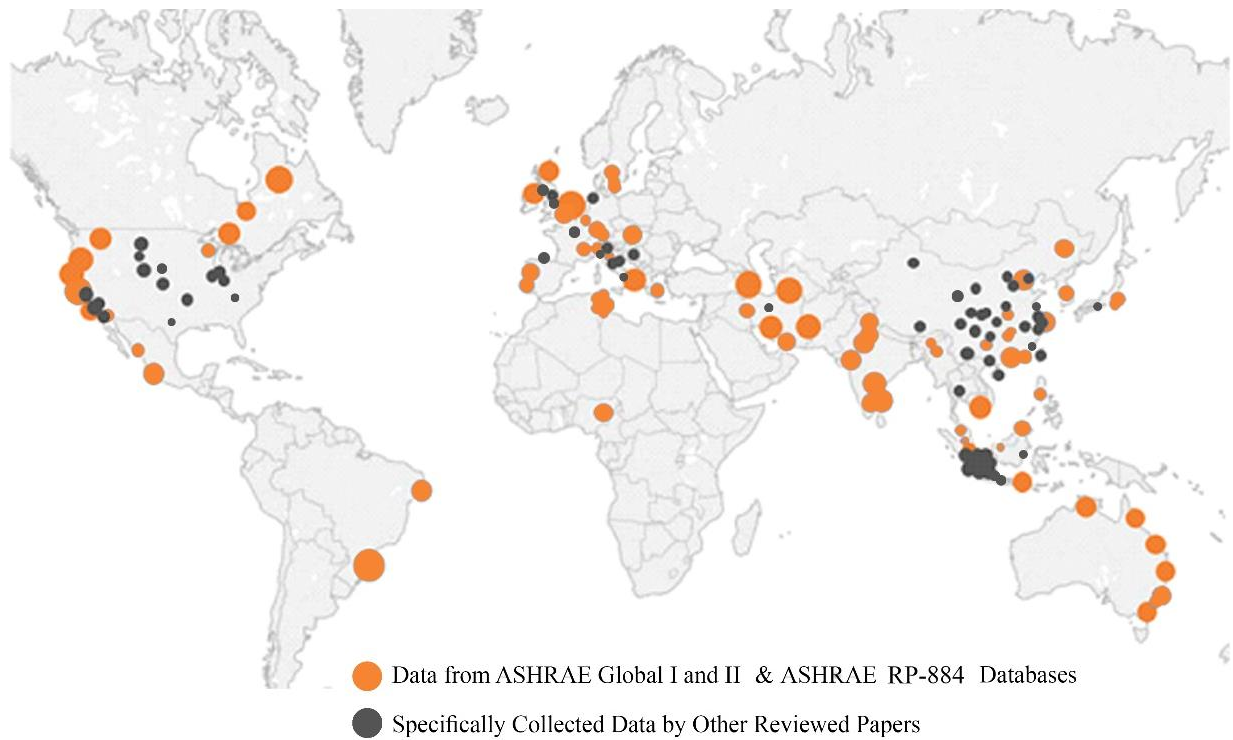 Data from ASHRAE Global I and II & ASHRAE RP-884 Databases
Specifically Collected Data by Other Reviewed Papers